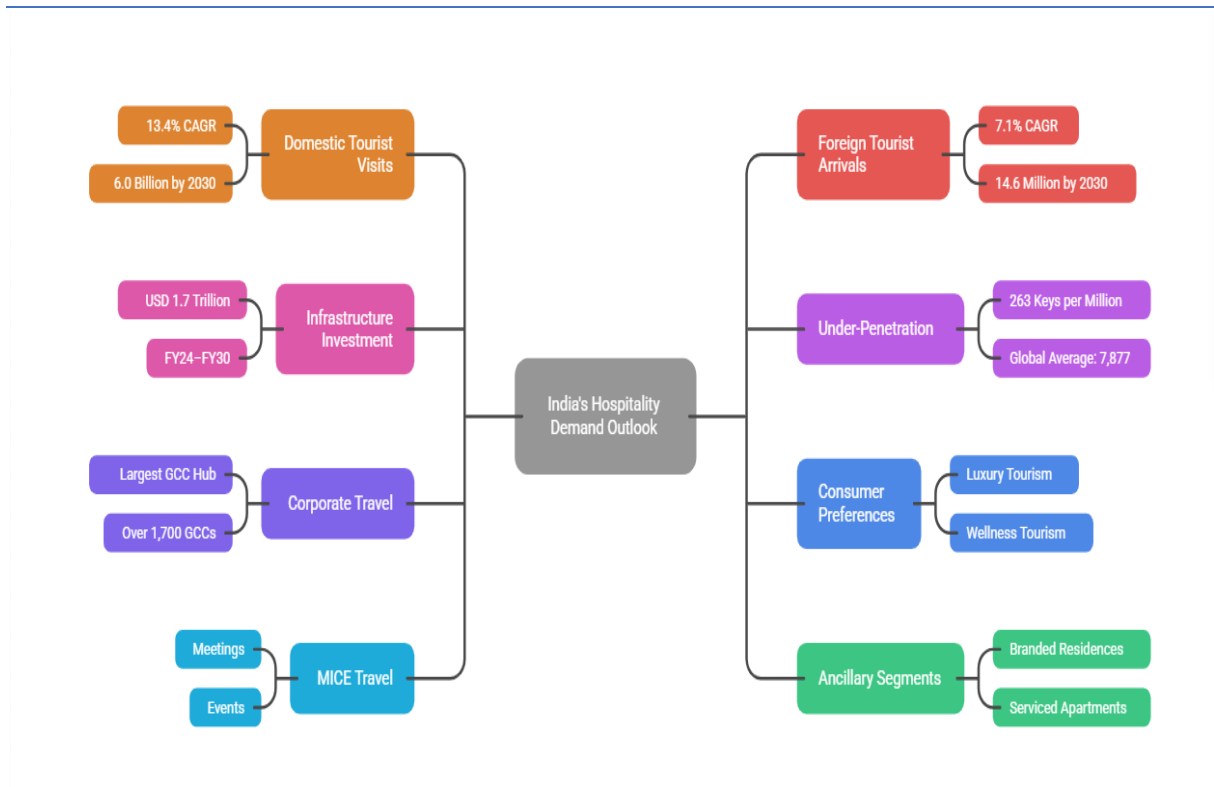 13.4% CAGR
6.0 Billion by 2030
Domestic Tourist
Visits
USD 1.7 Trillion
FY24–FY30
Infrastructure
Investment
Largest GCC Hub
Over 1,700 GCCs
Corporate Travel
Meetings
Events
MICE Travel
India's Hospitality
Demand Outlook
Foreign Tourist
Arrivals
7.1% CAGR
14.6 Million by 2030
Under-Penetration
263 Keys per Million
Global Average: 7,877
Consumer
Preferences
Luxury Tourism
Wellness Tourism
Ancillary Segments
Branded Residences
Serviced Apartments